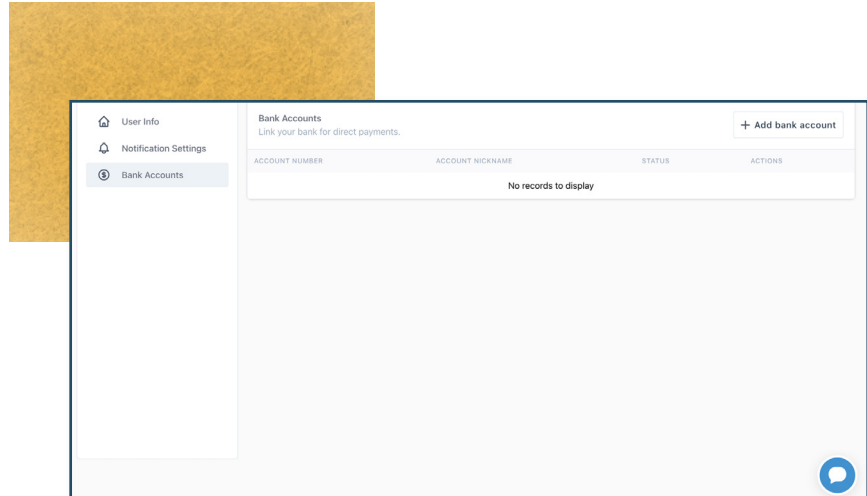 User Info
Notification Settings
Bank Accounts
Bank Accounts
Link your bank for direct payments.
+ Add bank account
ACCOUNT NUMBER ACCOUNT NICKNAME STATUS ACTIONS
No records to display